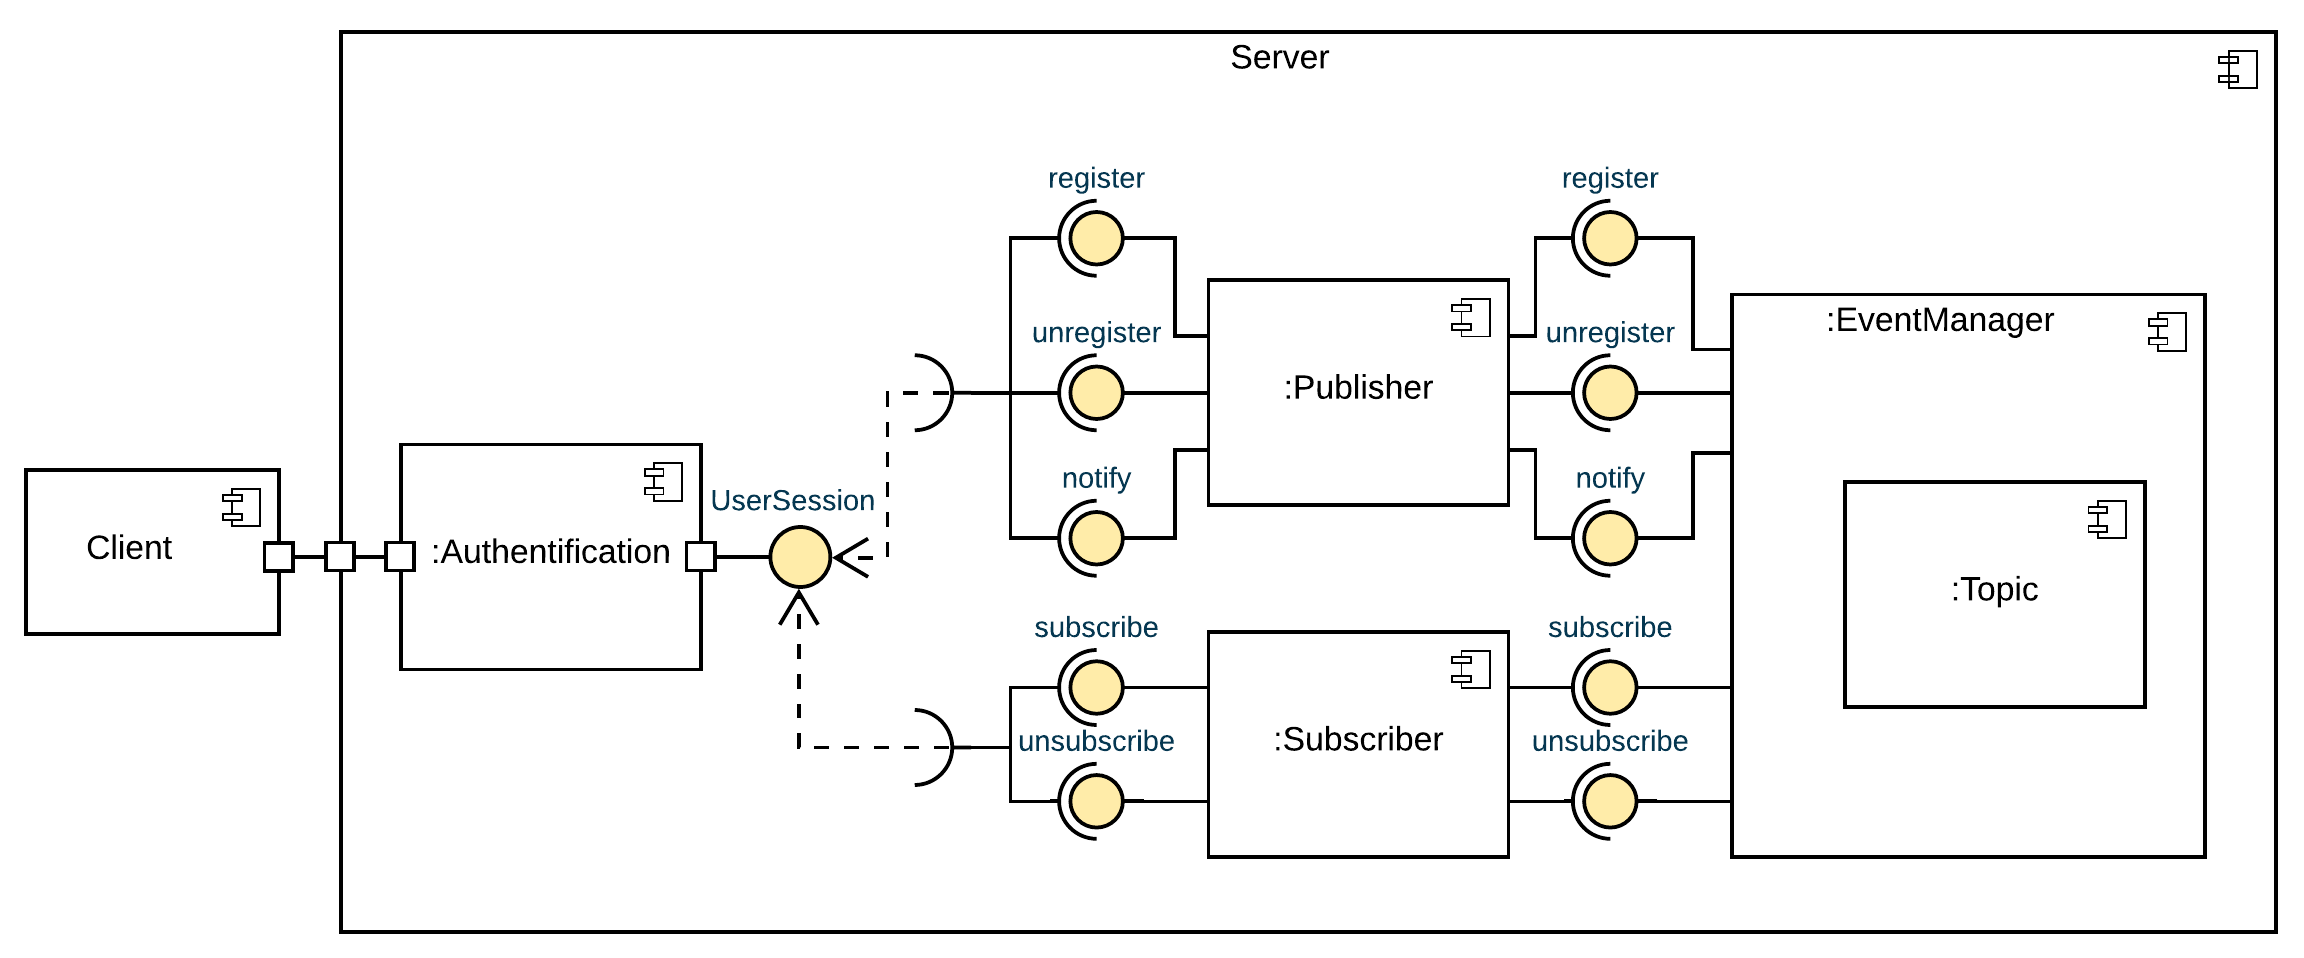 Server
register
register
unregister
unregister
:EventManager
:Publisher
notify
notify
UserSession
Client
:Authentification
:Topic
subscribe
subscribe
:Subscriber
unsubscribe
unsubscribe